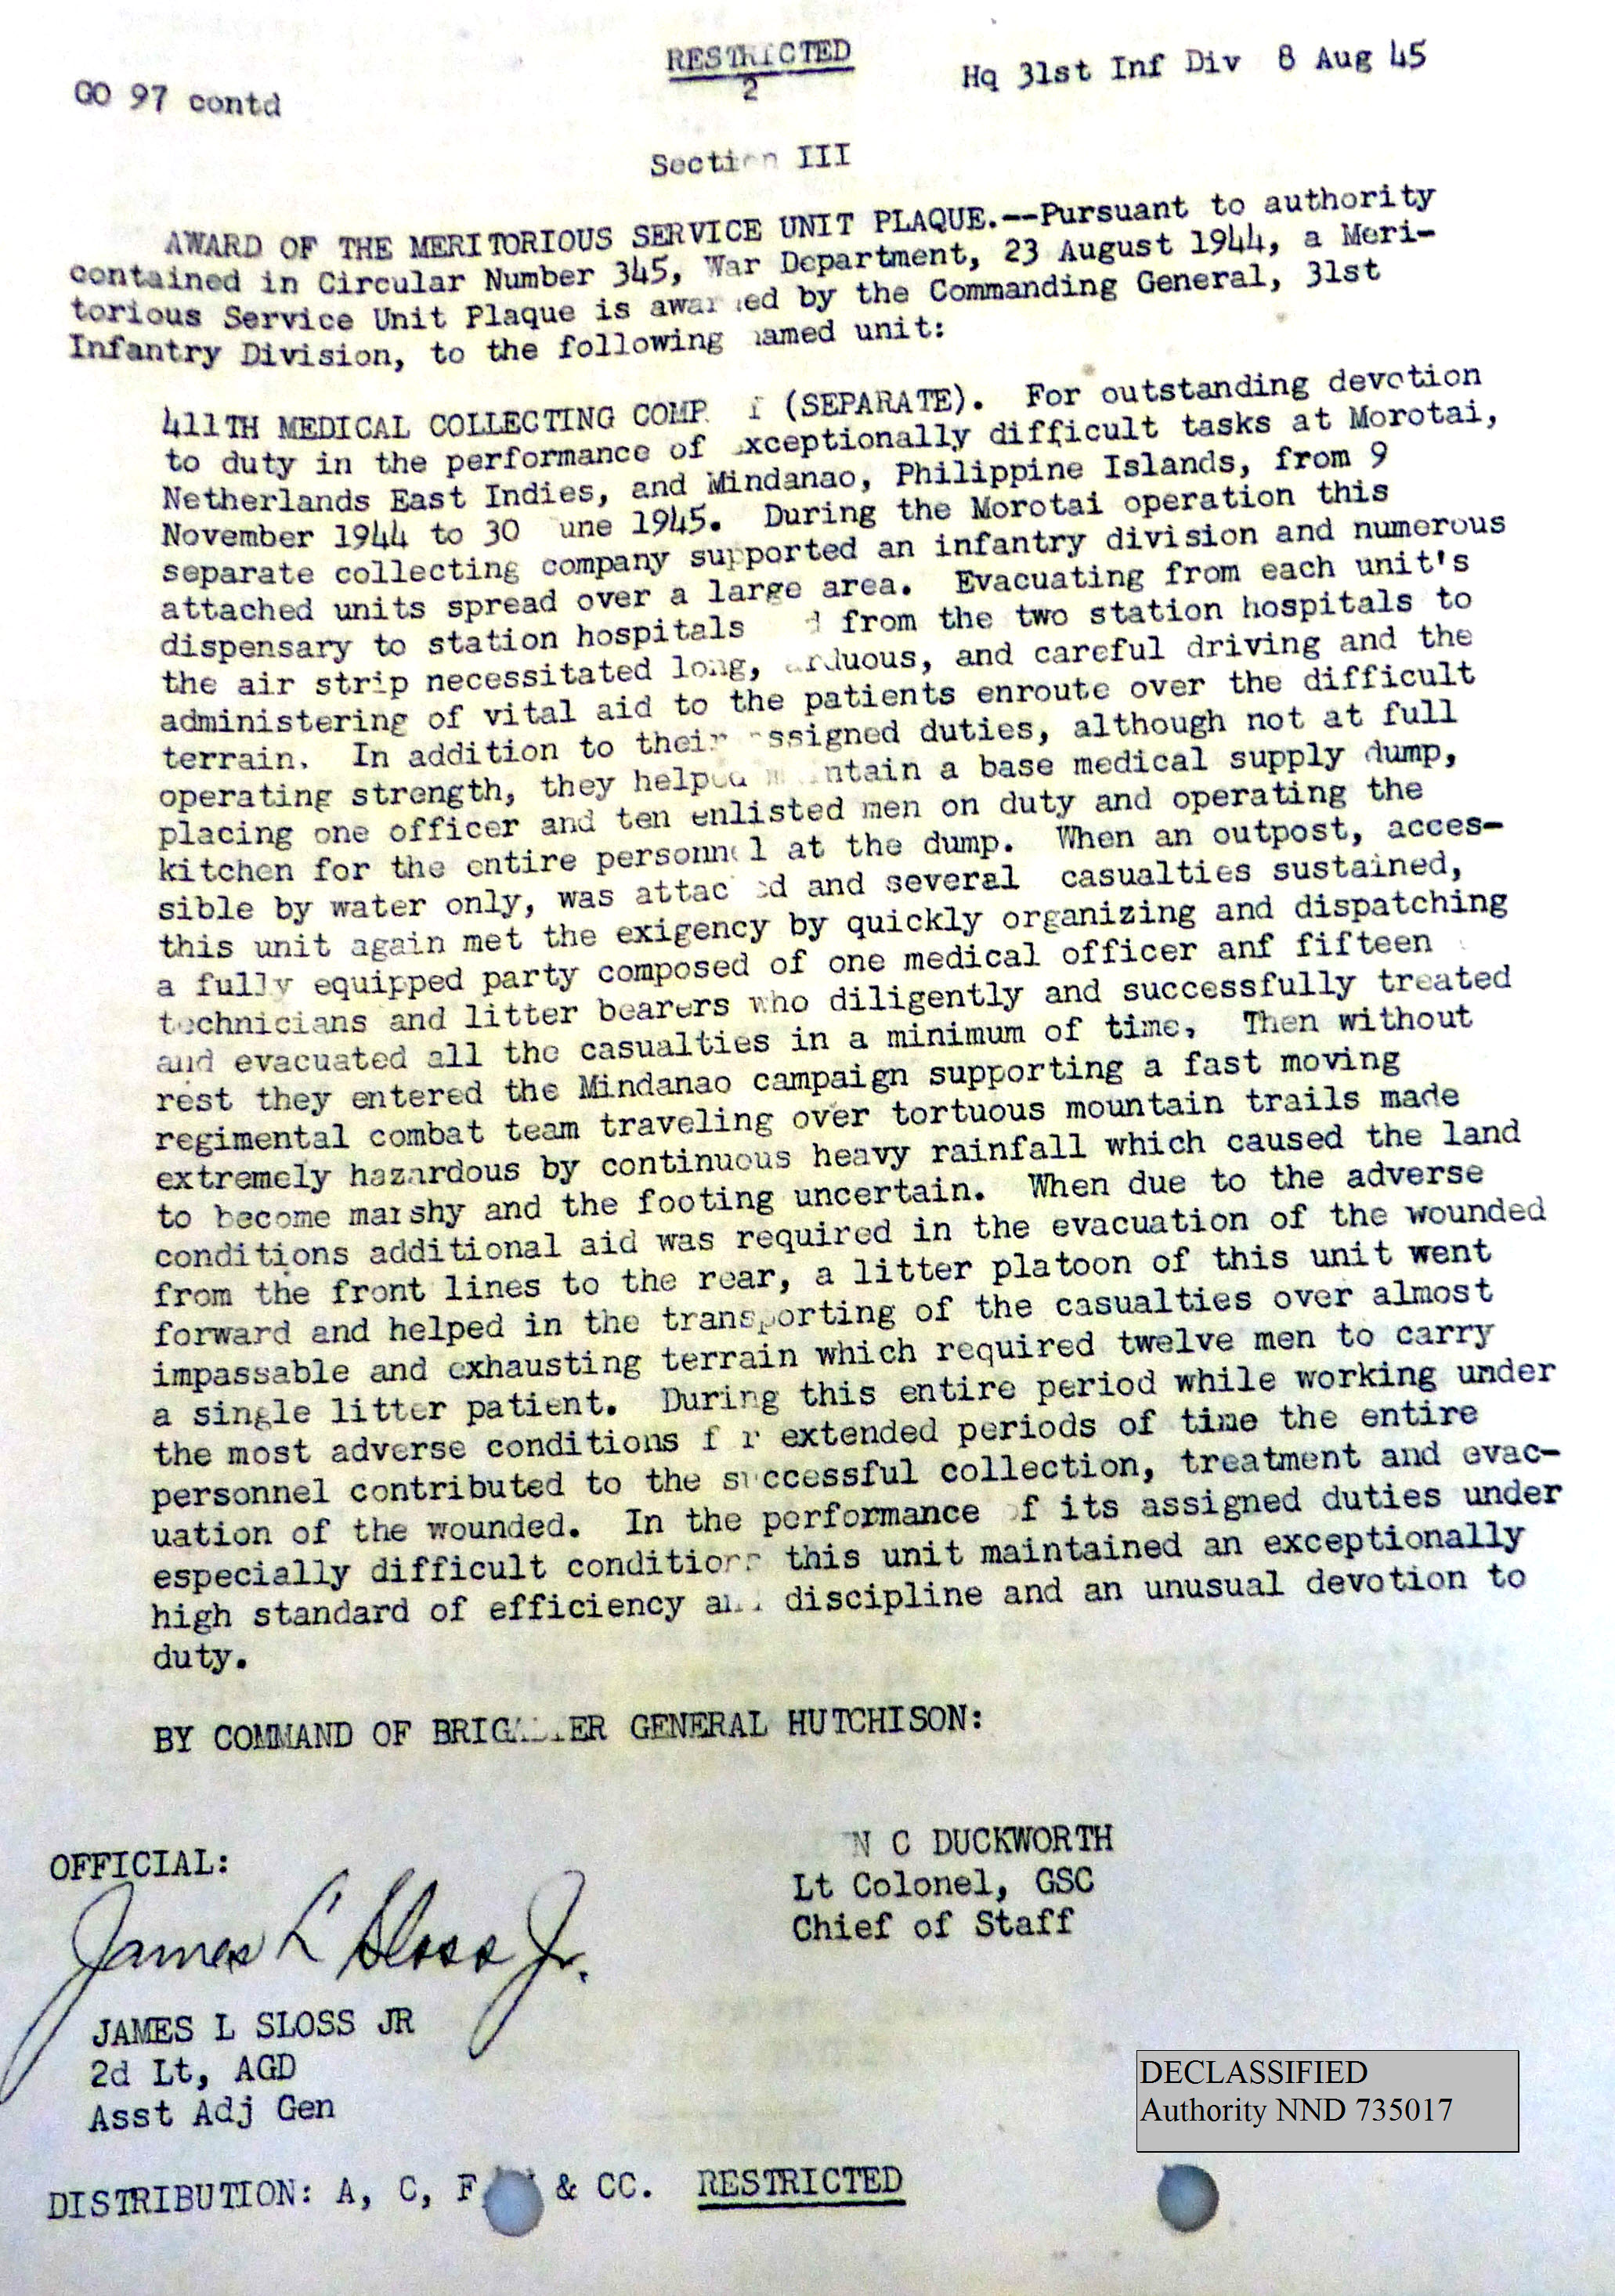 RESTRICTED
GO 97 contd 2 Hq 31st Inf Div 8 Aug 45
Section III
AWARD OF THE MERITORIOUS SERVICE UNIT PLAQUE.--Pursuant to authority
contained in Circular Number 345, War Department, 23 August 1944, a Meri-
torious Service Unit Plaque is awarded by the Commanding General, 31st
Infantry Division, to the following named unit:
411TH MEDICAL COLLECTING (SEPARATE). For outstanding devotion
to duty in the performance of exceptionally difficult tasks at Morotai,
Netherlands East Indies, and Mindanao, Philippine Islands, from 9
November 1944 to 30 June 1945. During the Morotai operation this
separate collecting company supported an infantry division and numerous
attached units spread over a large area. Evacuating from each unit's
dispensary to station hospitals from the two station hospitals to
the air strip necessitated long, arduous, and careful driving and the
administering of vital aid to the patients enroute over the difficult
terrain. In addition to their assigned duties, although not at full
operating strength, they helped maintain a base medical supply dump,
placing one officer and ten enlisted men on duty and operating the
kitchen for the entire personnel at the dump. When an outpost, acces-
sible by water only, was attacked and several casualties sustained,
this unit again met the exigency by quickly organizing and dispatching
a fully equipped party composed of one medical officer anf fifteen
technicians and litter bearers who diligently and successfully treated
and evacuated all the casualties in a minimum of time. Then without
rest they entered the Mindanao campaign supporting a fast moving
regimental combat team traveling over tortuous mountain trails made
extremely hazardous by continuous heavy rainfall which caused the land
to become marshy and the footing uncertain. When due to the adverse
conditions additional aid was required in the evacuation of the wounded
from the front lines to the rear, a litter platoon of this unit went
forward and helped in the transporting of the casualties over almost
impassable and exhausting terrain which required twelve men to carry
a single litter patient. During this entire period while working under
the most adverse conditions for extended periods of time the entire
personnel contributed to the successful collection, treatment and evac-
uation of the wounded. In the performance of its assigned duties under
especially difficult conditions this unit maintained an exceptionally
high standard of efficiency and discipline and an unusual devotion to
duty.
BY COMMAND OF BRIGADIER GENERAL HUTCHISON:
N C DUCKWORTH
Lt Colonel, GSC
Chief of Staff
OFFICIAL:
James L Sloss Jr.
JAMES L SLOSS JR
2d Lt, AGD
Asst Adj Gen
DECLASSIFIED
Authority NND 735017
DISTRIBUTION: A, C, F & CC. RESTRICTED